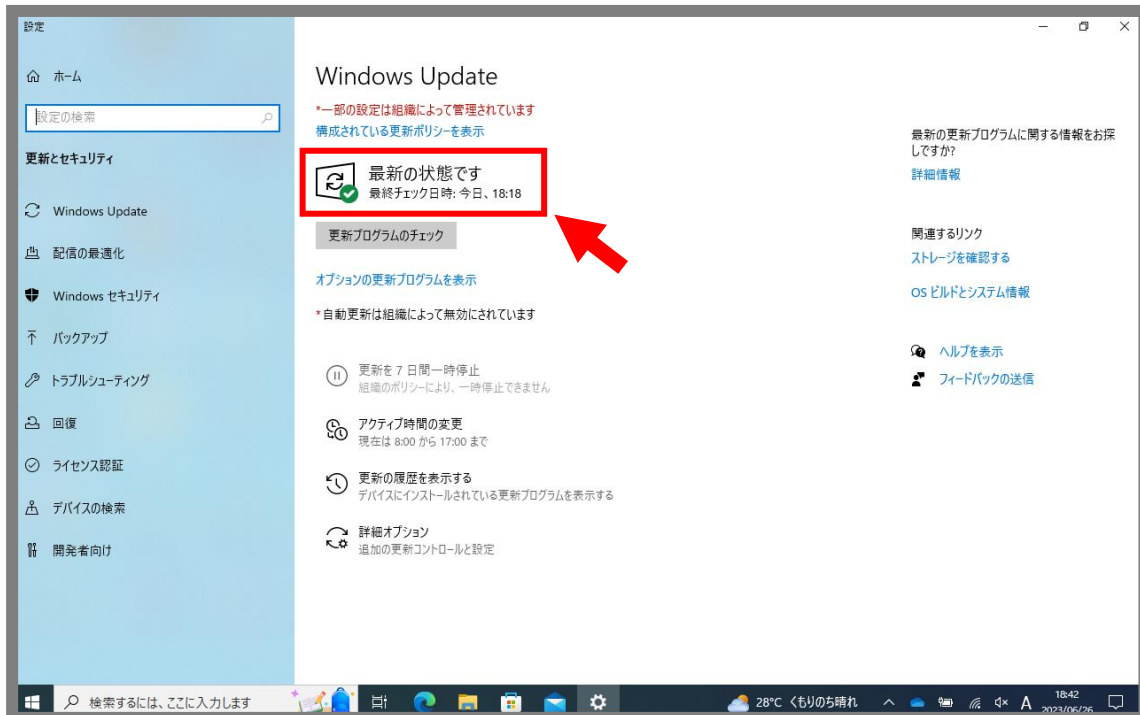 設定
ホーム
設定の検索
更新とセキュリティ
Windows Update
配信の最適化
Windows セキュリティ
バックアップ
トラブルシューティング
回復
ライセンス認証
デバイスの検索
開発者向け
Windows Update
*一部の設定は組織によって管理されています
構成されている更新ポリシーを表示
最新の状態です
最終チェック日時: 今日、18:18
更新プログラムのチェック
オプションの更新プログラムを表示
*自動更新は組織によって無効にされています
更新を 7 日間一時停止
組織のポリシーにより、一時停止できません
アクティブ時間の変更
現在は 8:00 から 17:00 まで
更新の履歴を表示する
デバイスにインストールされている更新プログラムを表示する
詳細オプション
追加の更新コントロールと設定
最新の更新プログラムに関する情報をお探
しですか?
詳細情報
関連するリンク
ストレージを確認する
OS ビルドとシステム情報
ヘルプを表示
フィードバックの送信
検索するには、ここに入力します
28°C くもりのち晴れ
A
18:42
2023/06/26